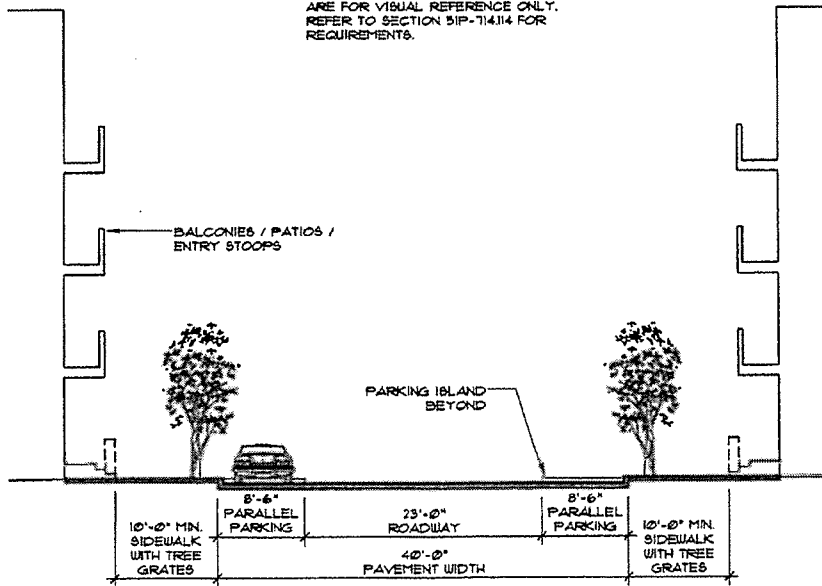 ARE FOR VISUAL REFERENCE ONLY.
REFER TO SECTION 51P-714.114 FOR
REQUIREMENTS.
BALCONIES / PATIOS /
ENTRY STOOPS
PARKING ISLAND
BEYOND
8'-6"
PARALLEL
PARKING
23'-0"
ROADWAY
8'-6"
PARALLEL
PARKING
10'-0" MIN.
SIDEWALK
WITH TREE
GRATES
40'-0"
PAVEMENT WIDTH
10'-0" MIN.
SIDEWALK
WITH TREE
GRATES